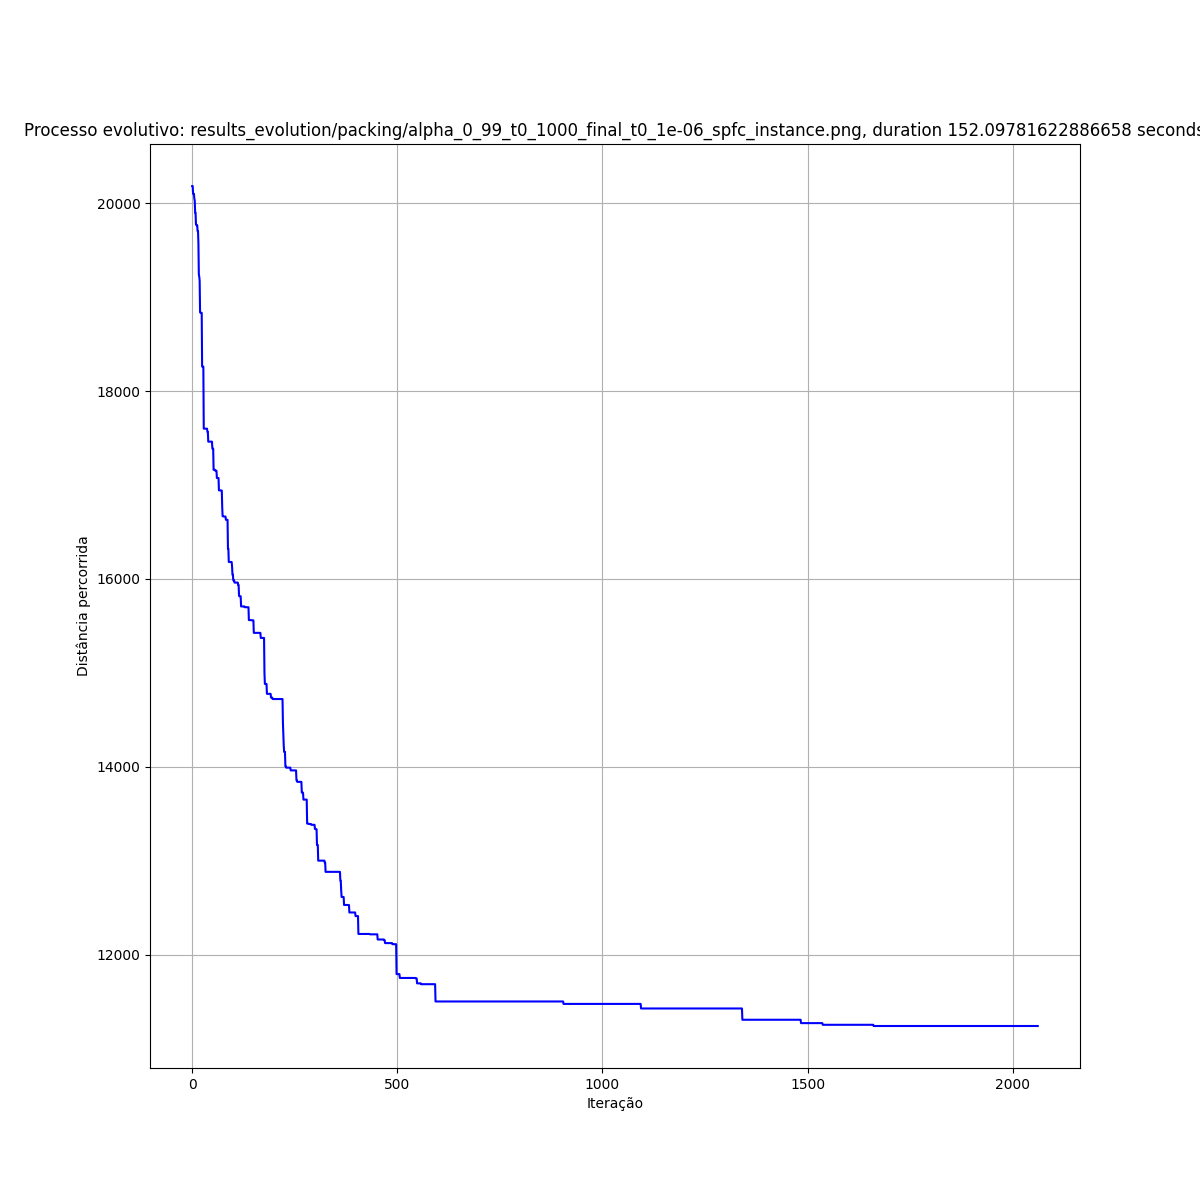 Processo evolutivo: results_evolution/packing/alpha_0_99_t0_1000_final_t0_1e-06_spfc_instance.png, duration 152.09781622886658 seconds
20000
18000
16000
14000
12000
Distância percorrida
0 500 1000 1500 2000
Iteração